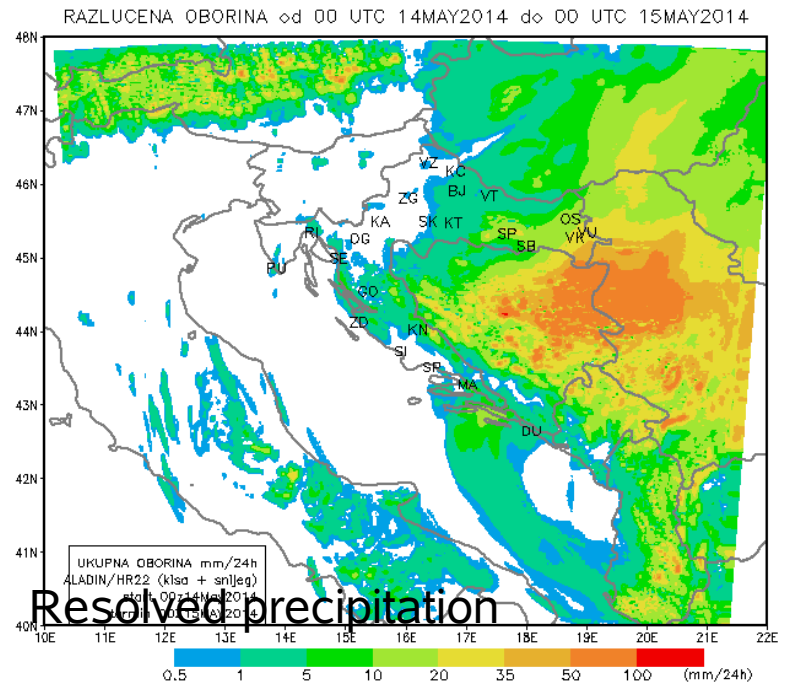 RAZLUCENA OBORINA od 00 UTC 14MAY2014 do 00 UTC 15MAY2014
48N
47N
46N
45N
44N
43N
42N
41N
40N
VZ
KC
BJ
VT
ZG
KA
SK
KT
OG
RI
SE
PU
SP
SB
OS
VK
VU
GO
ZD
KN
SI
SP
MA
DU
UKUPNA OBORINA mm/24h
ALADIN/HR22 (kisa + snijeg)
start 00z14MAY2014
termin 00Z15MAY2014
Resolved precipitation
10E 11E 12E 13E 14E 15E 16E 17E 18E 19E 20E 21E 22E
0.5 1 5 10 20 35 50 100 (mm/24h)